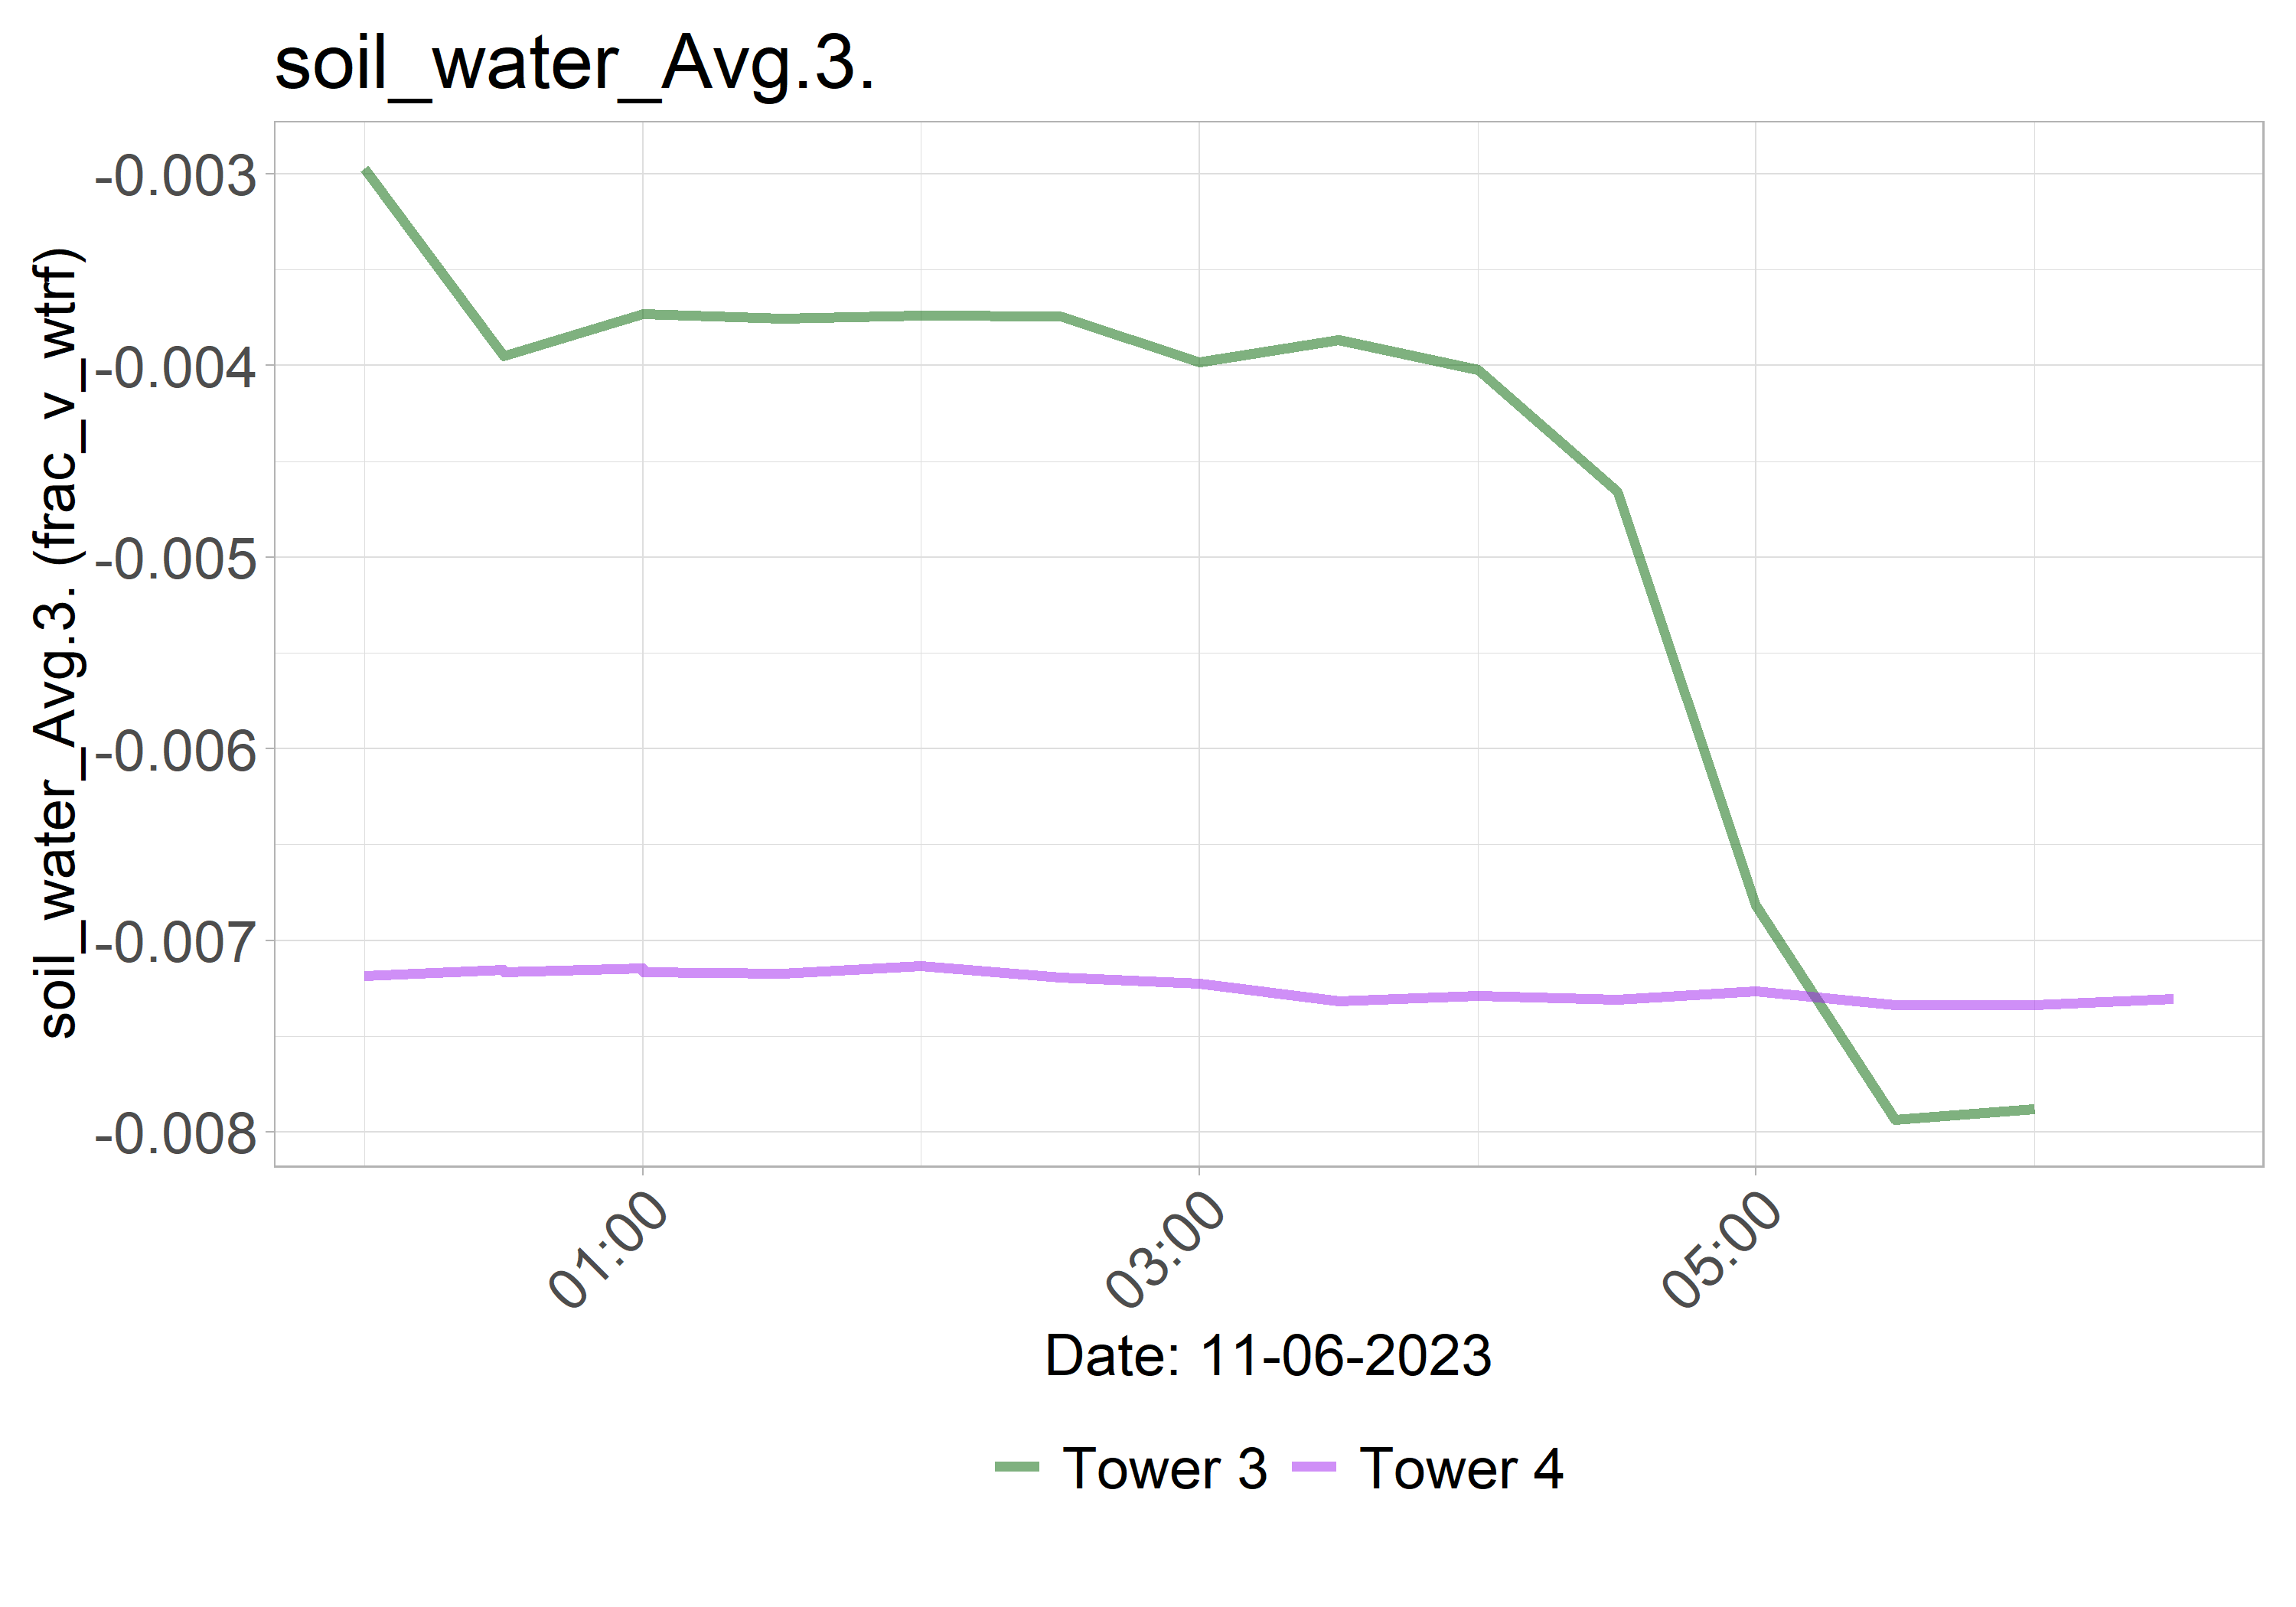 soil_water_Avg.3.
soil_water_Avg.3. (frac_v_wtrf)
-0.003
-0.004
-0.005
-0.006
-0.007
-0.008
01:00
03:00
05:00
Date: 11-06-2023
Tower 3
Tower 4